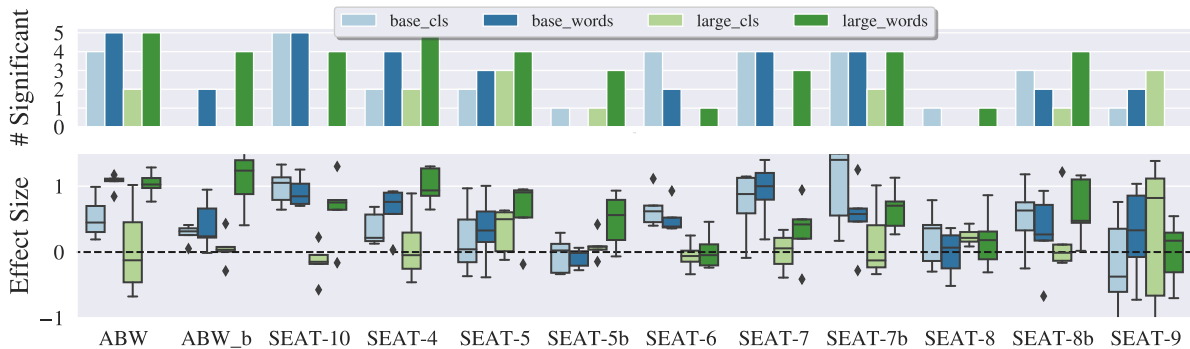 base_cls base_words large_cls large_words
# Significant
5
4
3
2
1
0
Effect Size
1
0
−1
ABW ABW_b SEAT-10 SEAT-4 SEAT-5 SEAT-5b SEAT-6 SEAT-7 SEAT-7b SEAT-8 SEAT-8b SEAT-9